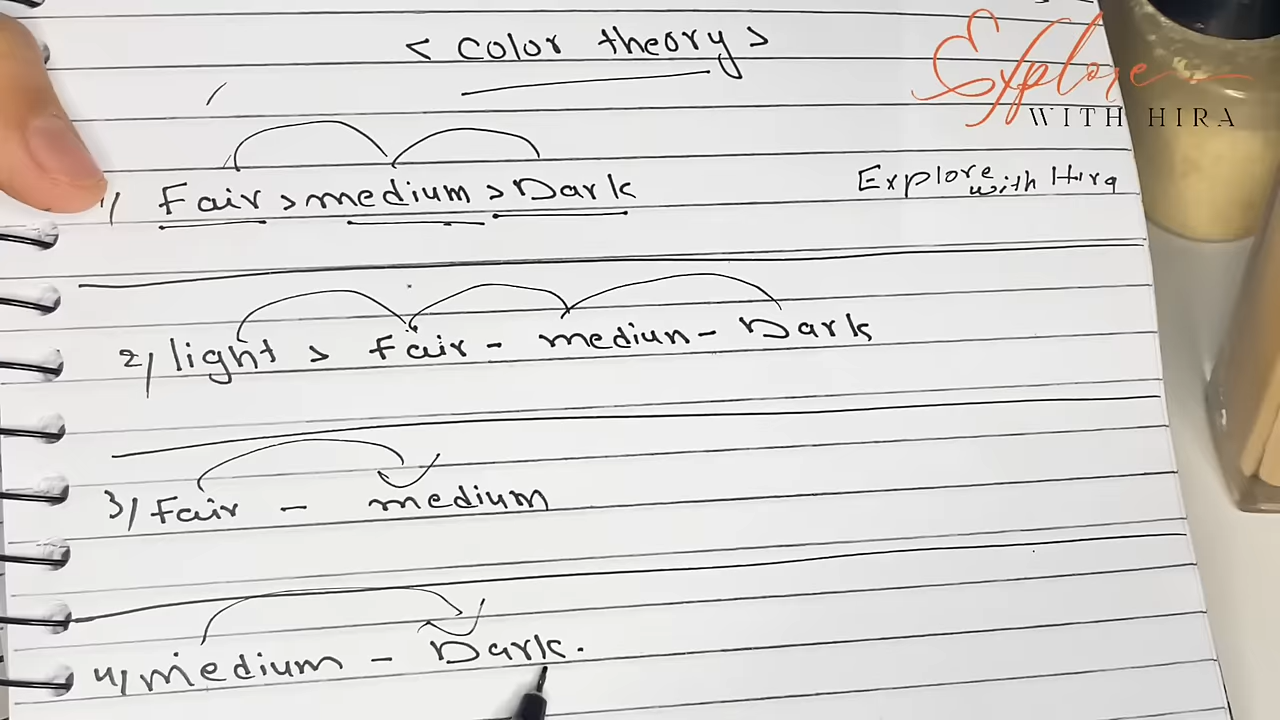 < color theory >
Explore
WITH HIRA
1/ Fair > medium > Dark
Explore
with Hira
2/ light > fair - mediun - Dark
3/ Fair - medium
4/ medium - Dark.